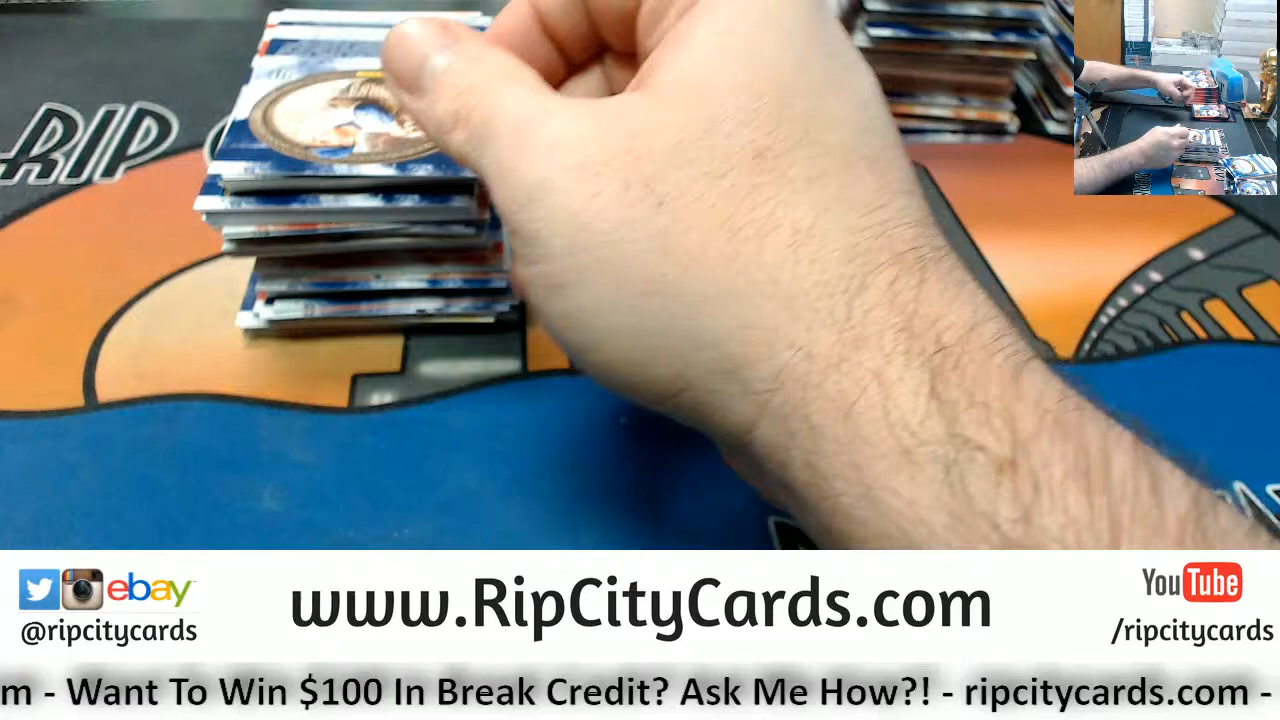 RIP
ebay
@ripcitycards
www.RipCityCards.com
YouTube
/ripcitycards
m - Want To Win $100 In Break Credit? Ask Me How?! - ripcitycards.com -